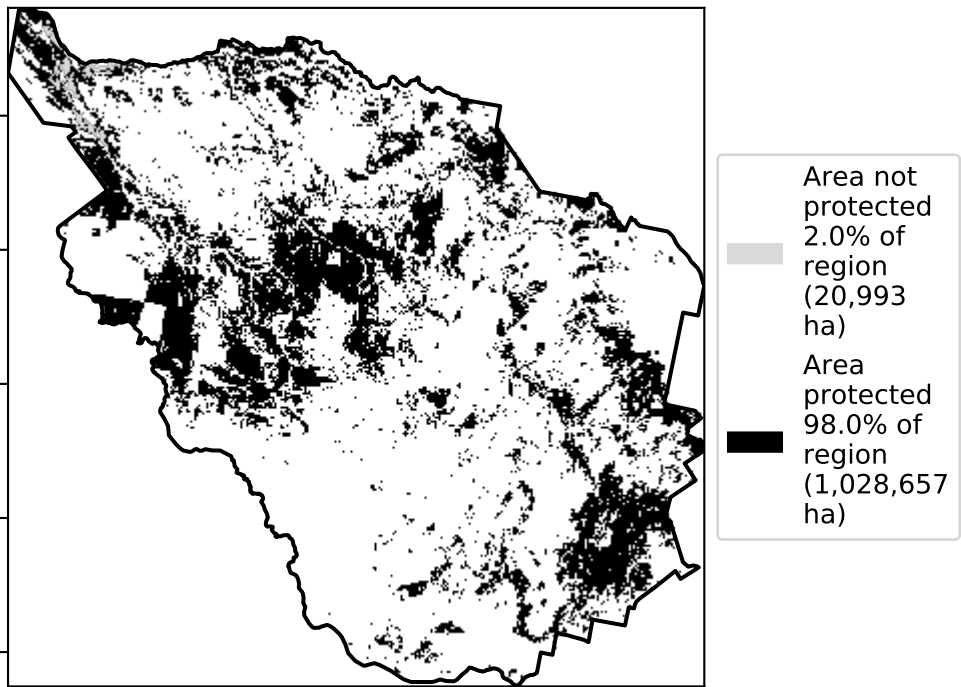 Area not
protected
2.0% of
region
(20,993
ha)
Area
protected
98.0% of
region
(1,028,657
ha)